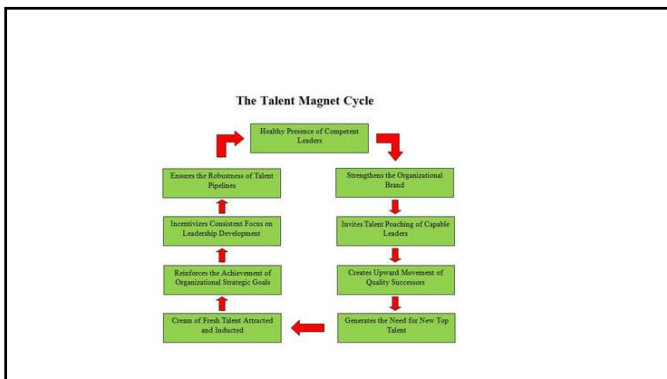 The Talent Magnet Cycle
Healthy Presence of Competent
Leaders
Strengthens the Organizational
Brand
Invites Talent Poaching of Capable
Leaders
Creates Upward Movement of
Quality Successors
Generates the Need for New Top
Talent
Cream of Fresh Talent Attracted
and Inducted
Reinforces the Achievement of
Organizational Strategic Goals
Incentivizes Consistent Focus on
Leadership Development
Ensures the Robustness of Talent
Pipelines